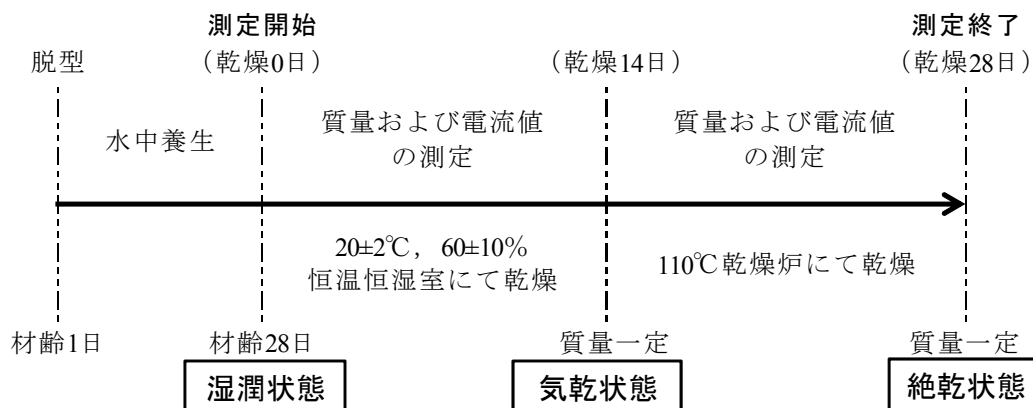 測定開始
測定終了
脱型
(乾燥0日)
(乾燥14日)
(乾燥28日)
水中養生
質量および電流値
の測定
質量および電流値
の測定
20±2℃, 60±10%
恒温恒湿室にて乾燥
110℃乾燥炉にて乾燥
材齢1日
材齢28日
質量一定
質量一定
湿潤状態
気乾状態
絶乾状態